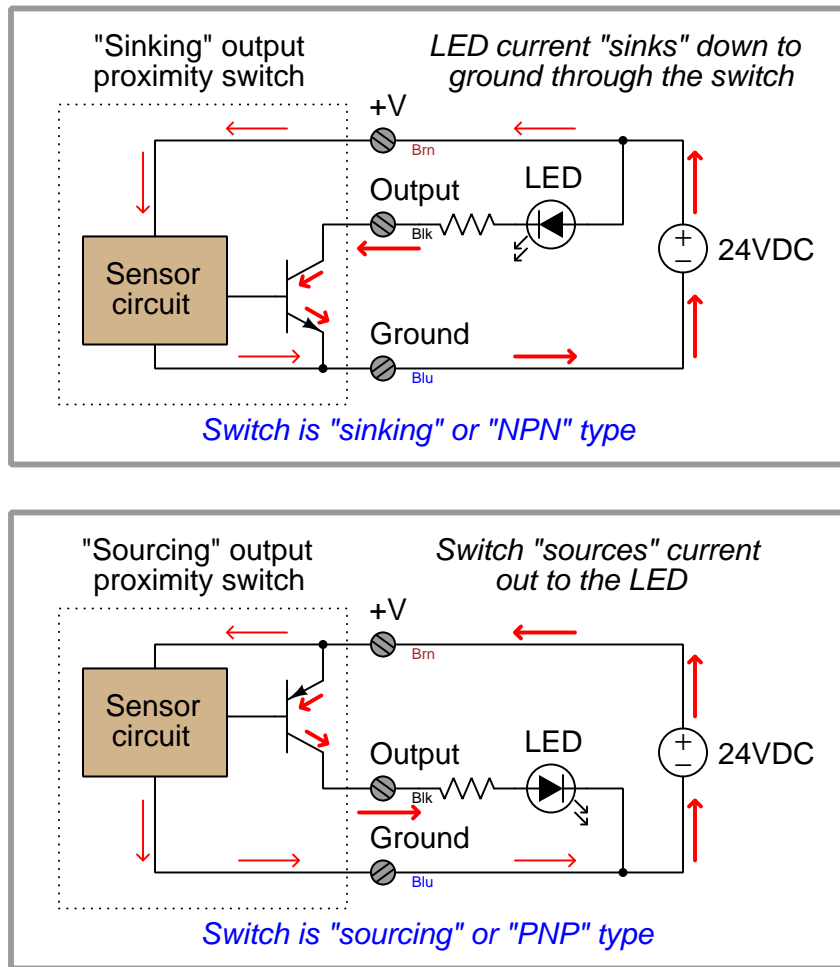 "Sinking" output
proximity switch
LED current "sinks" down to
ground through the switch
+V
Brn
Output
LED
Blk
Sensor
circuit
+
-
24VDC
Ground
Blu
Switch is "sinking" or "NPN" type
"Sourcing" output
proximity switch
Switch "sources" current
out to the LED
+V
Brn
Sensor
circuit
Output
LED
Blk
+
-
24VDC
Ground
Blu
Switch is "sourcing" or "PNP" type